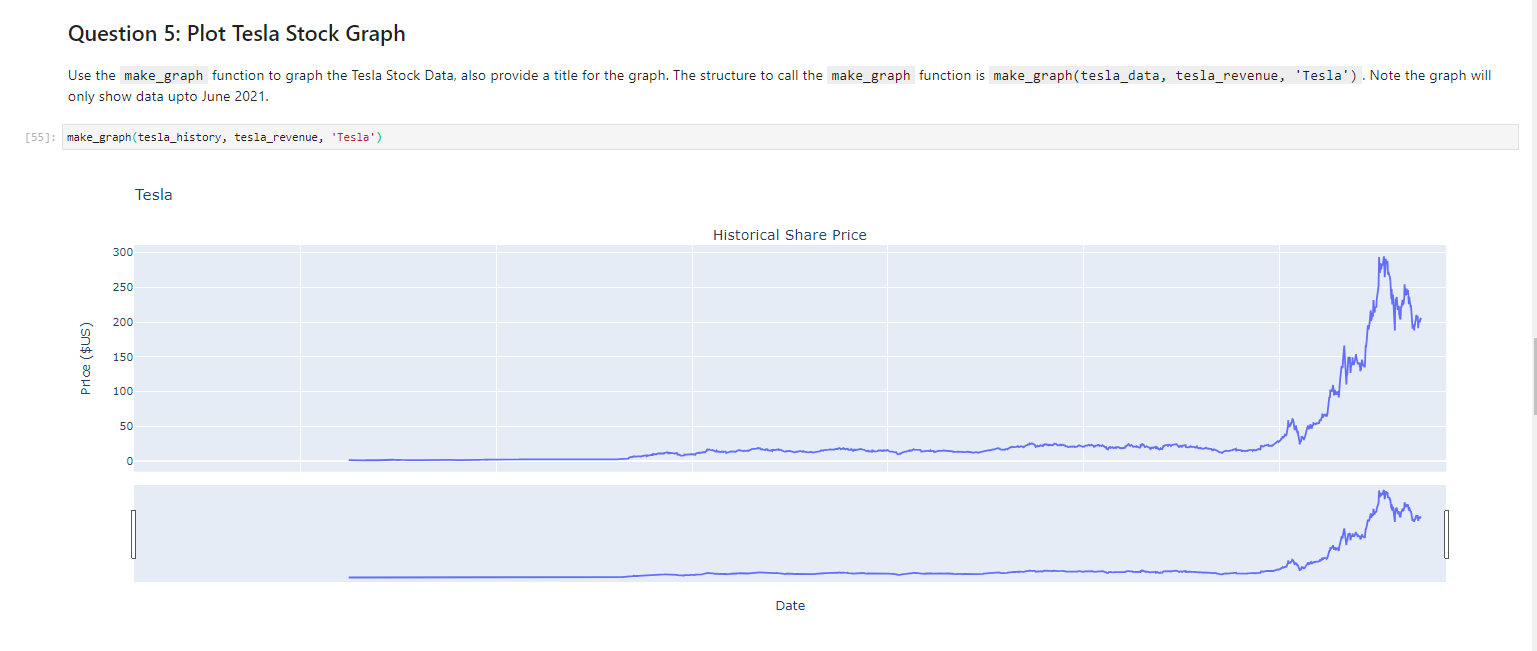 Question 5: Plot Tesla Stock Graph
Use the make_graph function to graph the Tesla Stock Data, also provide a title for the graph. The structure to call the make_graph function is make_graph(tesla_data, tesla_revenue, 'Tesla'). Note the graph will
only show data upto June 2021.
[55]: make_graph(tesla_history, tesla_revenue, 'Tesla')
Tesla
Historical Share Price
300
250
200
150
100
50
0
Price ($US)
Date